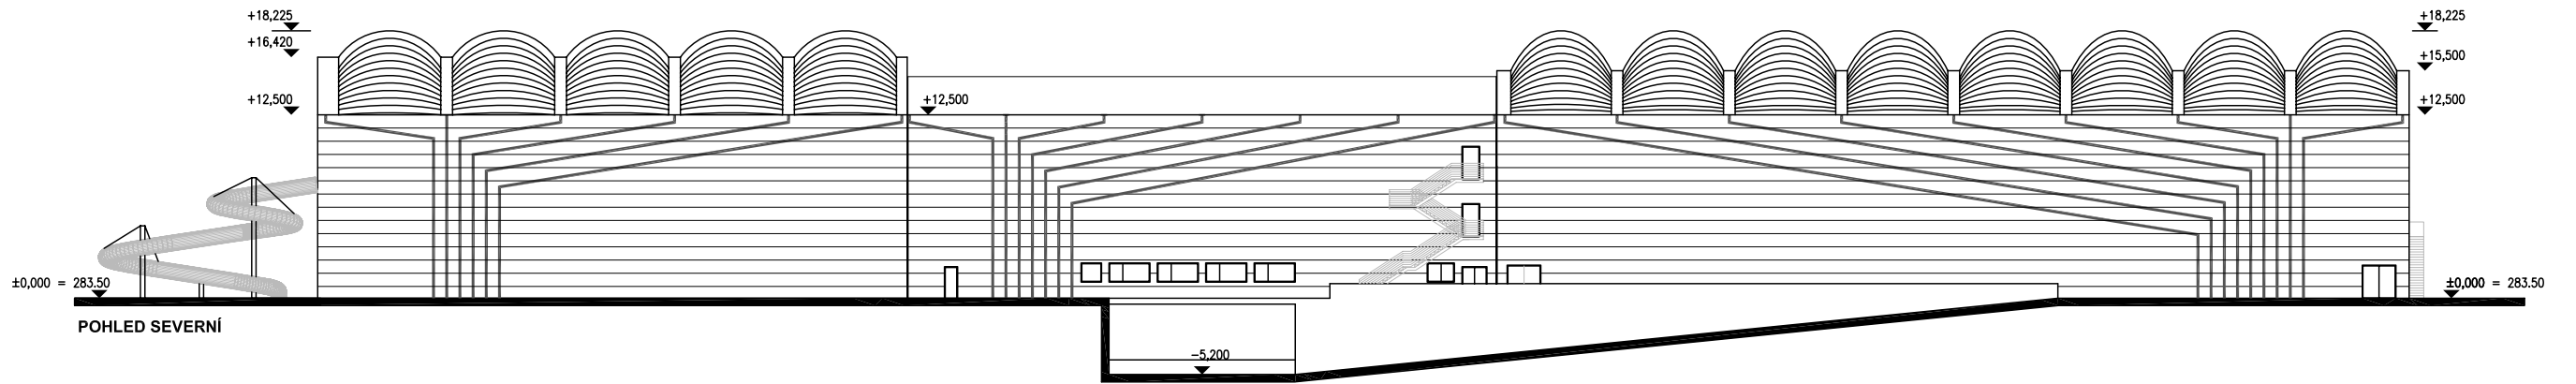 +18,225
+16,420
+12,500
+12,500
+18,225
+15,500
+12,500
±0,000 = 283.50
±0,000 = 283.50
POHLED SEVERNÍ
−5,200